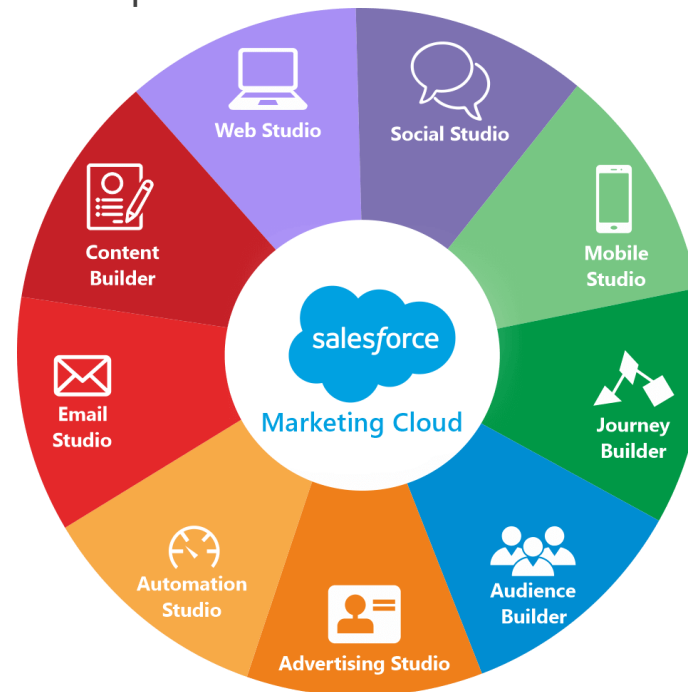 Web Studio
Social Studio
Mobile
Studio
Journey
Builder
Audience
Builder
Advertising Studio
Automation
Studio
Email
Studio
Content
Builder
salesforce
Marketing Cloud